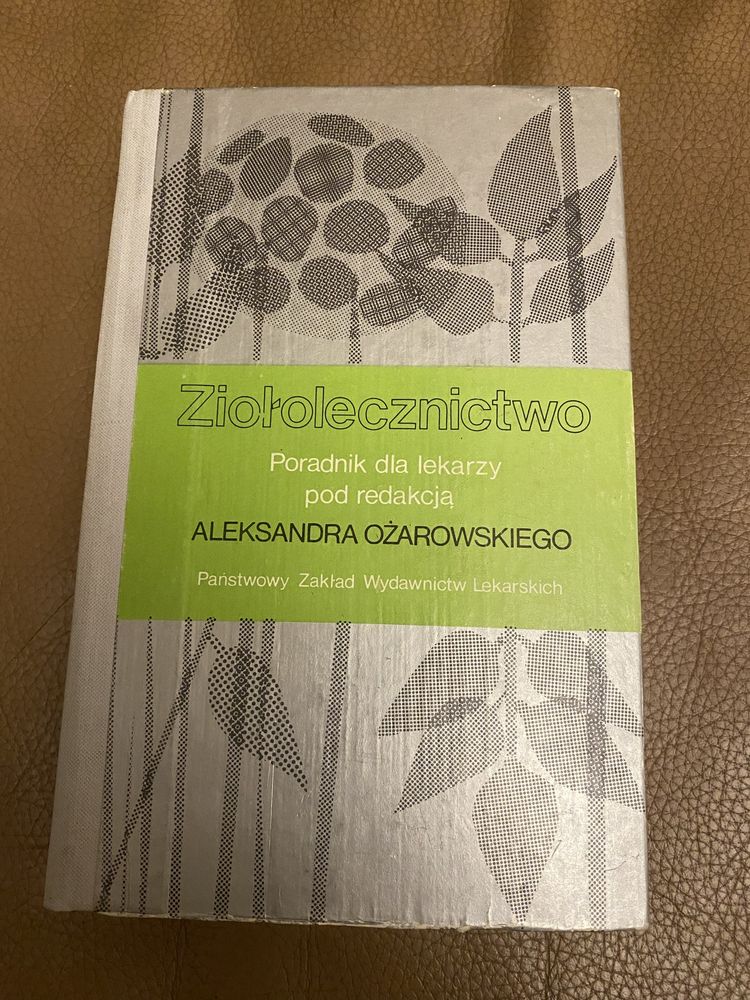 Ziołolecznictwo
Poradnik dla lekarzy
pod redakcją
ALEKSANDRA OŻAROWSKIEGO
Państwowy Zakład Wydawnictw Lekarskich